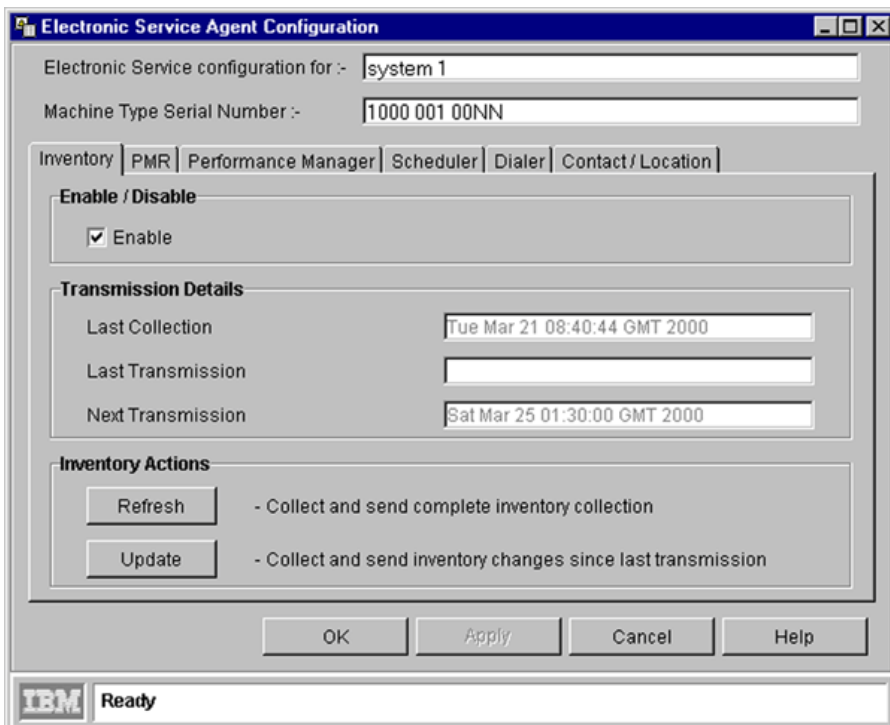 Electronic Service Agent Configuration
Electronic Service configuration for :- system 1
Machine Type Serial Number :- 1000 001 00NN
Inventory PMR Performance Manager Scheduler Dialer Contact / Location
Enable / Disable
Enable
Transmission Details
Last Collection Tue Mar 21 08:40:44 GMT 2000
Last Transmission
Next Transmission Sat Mar 25 01:30:00 GMT 2000
Inventory Actions
Refresh - Collect and send complete inventory collection
Update - Collect and send inventory changes since last transmission
OK Apply Cancel Help
IBM Ready